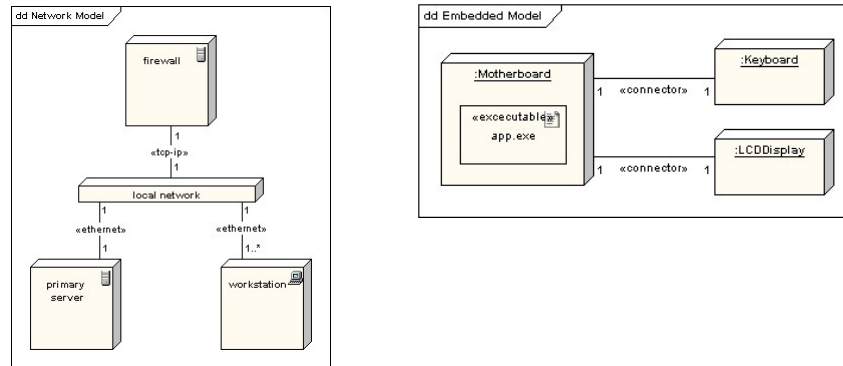 dd Network Model
firewall
1
«tcp-ip»
1
local network
1
1
«ethernet»
«ethernet»
1
1..*
primary
server
workstation
dd Embedded Model
:Motherboard
«excecutable»
app.exe
:Keyboard
1
«connector»
1
:LCDDisplay
1
«connector»
1